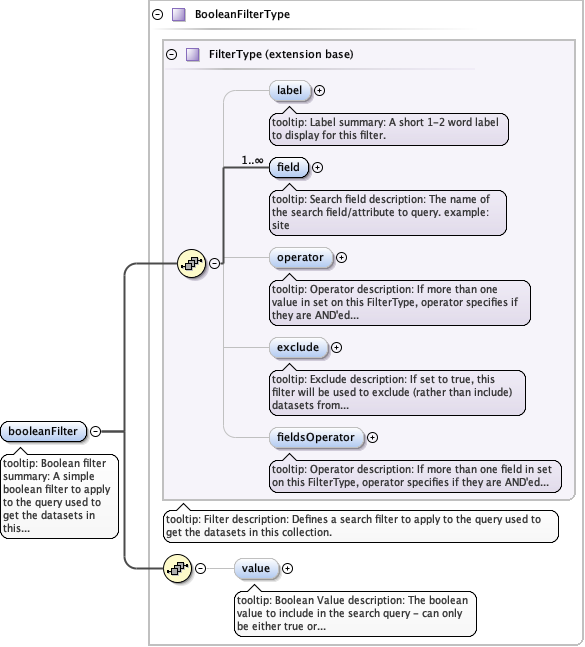 BooleanFilterType
FilterType (extension base)
label
tooltip: Label summary: A short 1-2 word label
to display for this filter.
1..∞
field
tooltip: Search field description: The name of
the search field/attribute to query. example:
site
operator
tooltip: Operator description: If more than one
value in set on this FilterType, operator specifies if
they are AND'ed...
exclude
tooltip: Exclude description: If set to true, this
filter will be used to exclude (rather than include)
datasets from...
fieldsOperator
tooltip: Operator description: If more than one field in set
on this FilterType, operator specifies if they are AND'ed...
booleanFilter
tooltip: Boolean filter
summary: A simple
boolean filter to apply
to the query used to
get the datasets in
this...
tooltip: Filter description: Defines a search filter to apply to the query used to
get the datasets in this collection.
value
tooltip: Boolean Value description: The boolean
value to include in the search query - can only
be either true or...